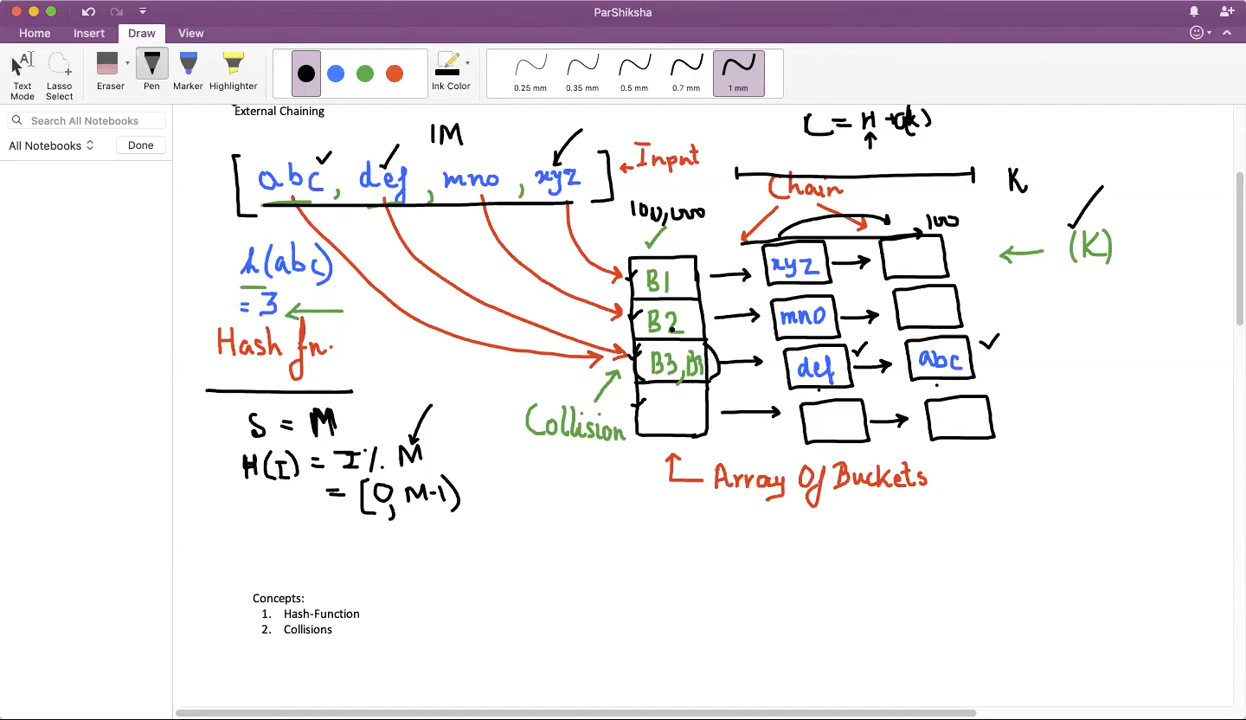 ParShiksha
Home Insert Draw View
Text Mode
Lasso Select
Eraser
Pen
Marker
Highlighter
0.25 mm
0.35 mm
0.5 mm
0.7 mm
1 mm
Ink Color
Search All Notebooks
All Notebooks
Done
External Chaining
1M
[abc, def, mno, xyz]
Input
Chain
K
100,000
100
(K)
h(abc)
= 3
Hash fn.
B1
xyz
B2
mno
B3, B3
def
abc
Collision
Array Of Buckets
S = M
H(I) = I % M
= [0, M-1)
Concepts:
1. Hash-Function
2. Collisions